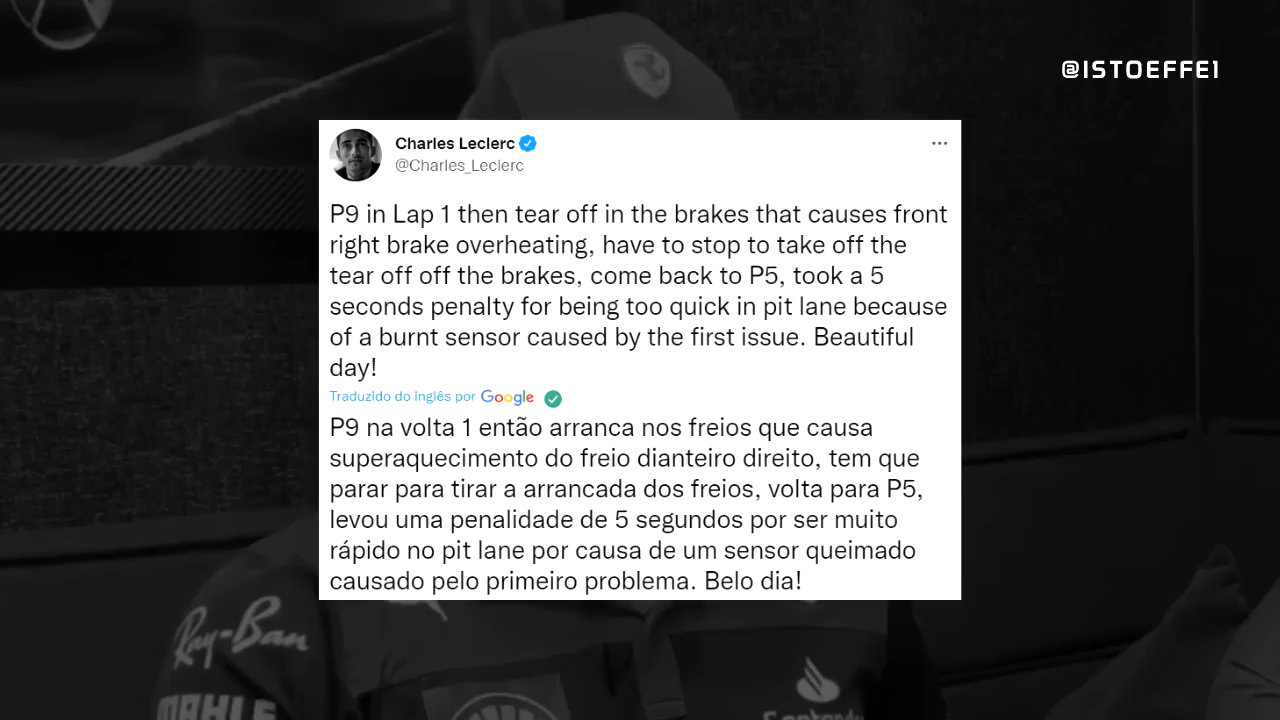 @ISTOEFFE1
Charles Leclerc
@Charles_Leclerc
P9 in Lap 1 then tear off in the brakes that causes front
right brake overheating, have to stop to take off the
tear off off the brakes, come back to P5, took a 5
seconds penalty for being too quick in pit lane because
of a burnt sensor caused by the first issue. Beautiful
day!
Traduzido do inglês por Google
P9 na volta 1 então arranca nos freios que causa
superaquecimento do freio dianteiro direito, tem que
parar para tirar a arrancada dos freios, volta para P5,
levou uma penalidade de 5 segundos por ser muito
rápido no pit lane por causa de um sensor queimado
causado pelo primeiro problema. Belo dia!
Ray-Ban
MAHLE
Santander